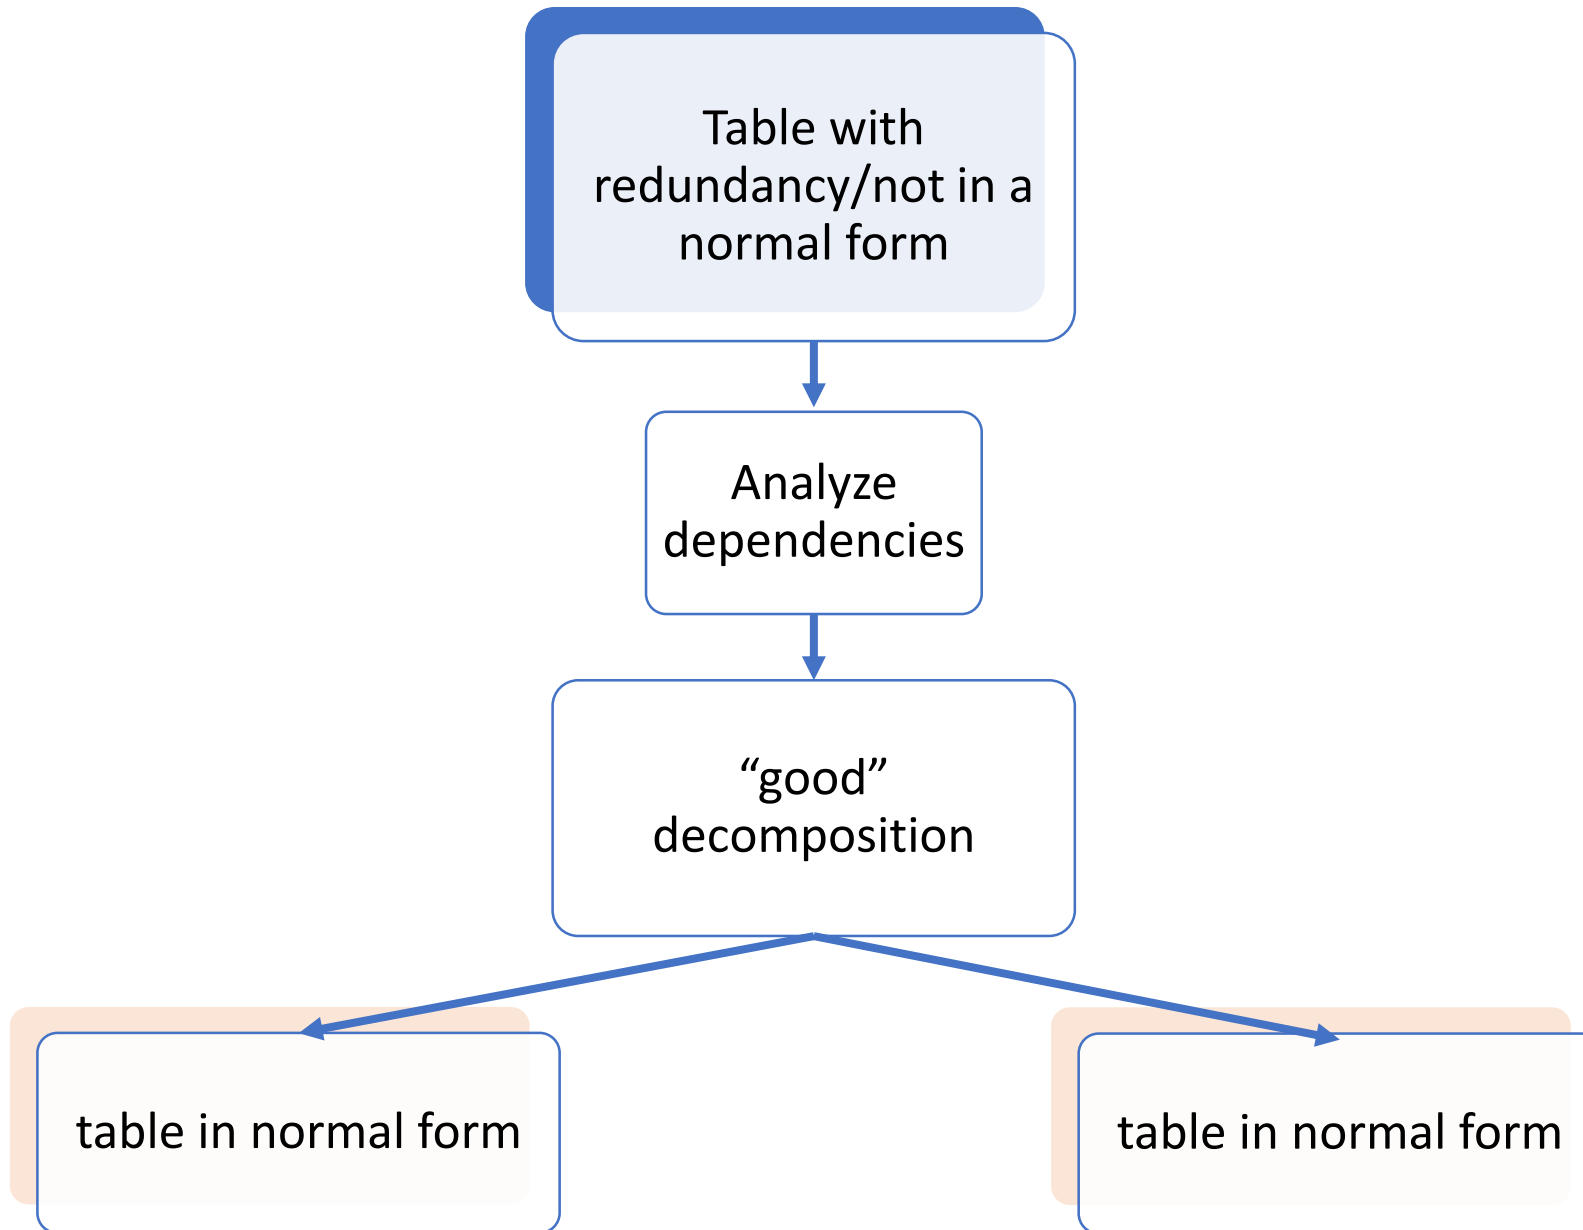 Table with
redundancy/not in a
normal form
Analyze
dependencies
“good”
decomposition
table in normal form
table in normal form